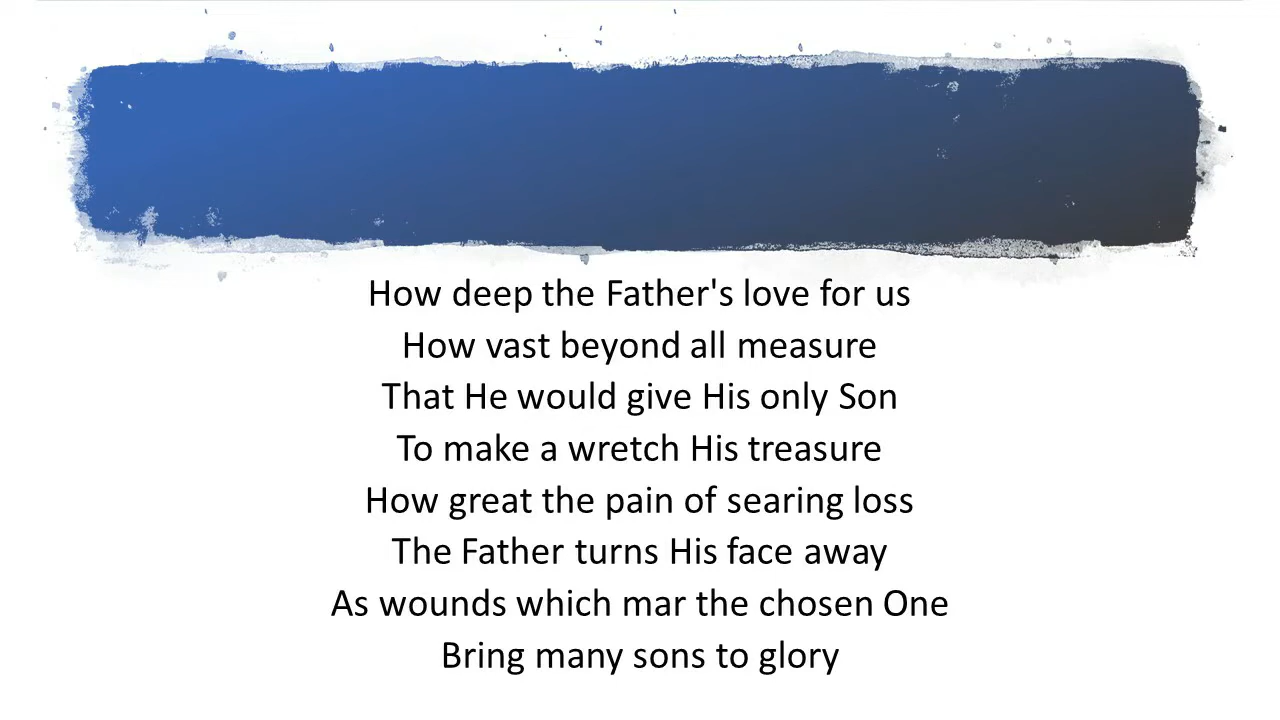 How deep the Father's love for us
How vast beyond all measure
That He would give His only Son
To make a wretch His treasure
How great the pain of searing loss
The Father turns His face away
As wounds which mar the chosen One
Bring many sons to glory